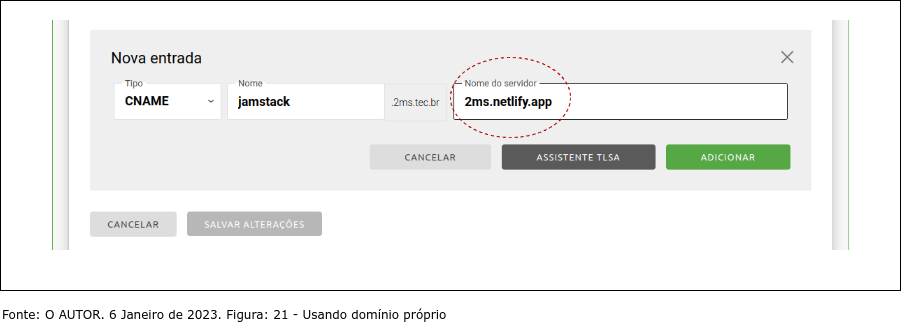 Nova entrada
Tipo
Nome
Nome do servidor
CNAME
jamstack
.2ms.tec.br
2ms.netlify.app
CANCELAR
ASSISTENTE TLSA
ADICIONAR
CANCELAR
SALVAR ALTERAÇÕES
Fonte: O AUTOR. 6 Janeiro de 2023. Figura: 21 - Usando domínio próprio